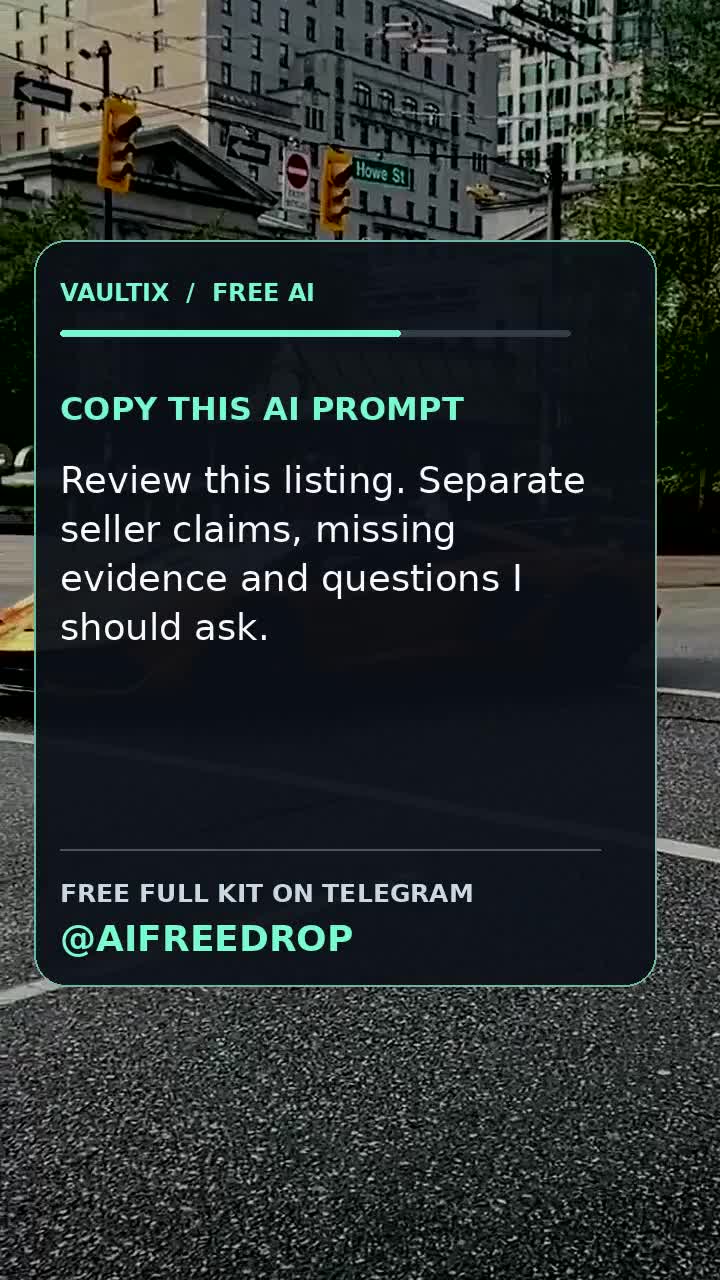 Howe St
VAULTIX / FREE AI
COPY THIS AI PROMPT
Review this listing. Separate
seller claims, missing
evidence and questions I
should ask.
FREE FULL KIT ON TELEGRAM
@AIFREEDROP